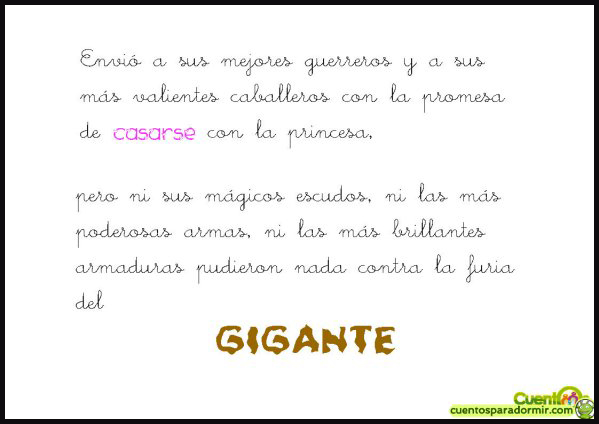 Envió a sus mejores guerreros y a sus
más valientes caballeros con la promesa
de casarse con la princesa,
pero ni sus mágicos escudos, ni las más
poderosas armas, ni las más brillantes
armaduras pudieron nada contra la furia
del
GIGANTE
cuentosparadormir.com